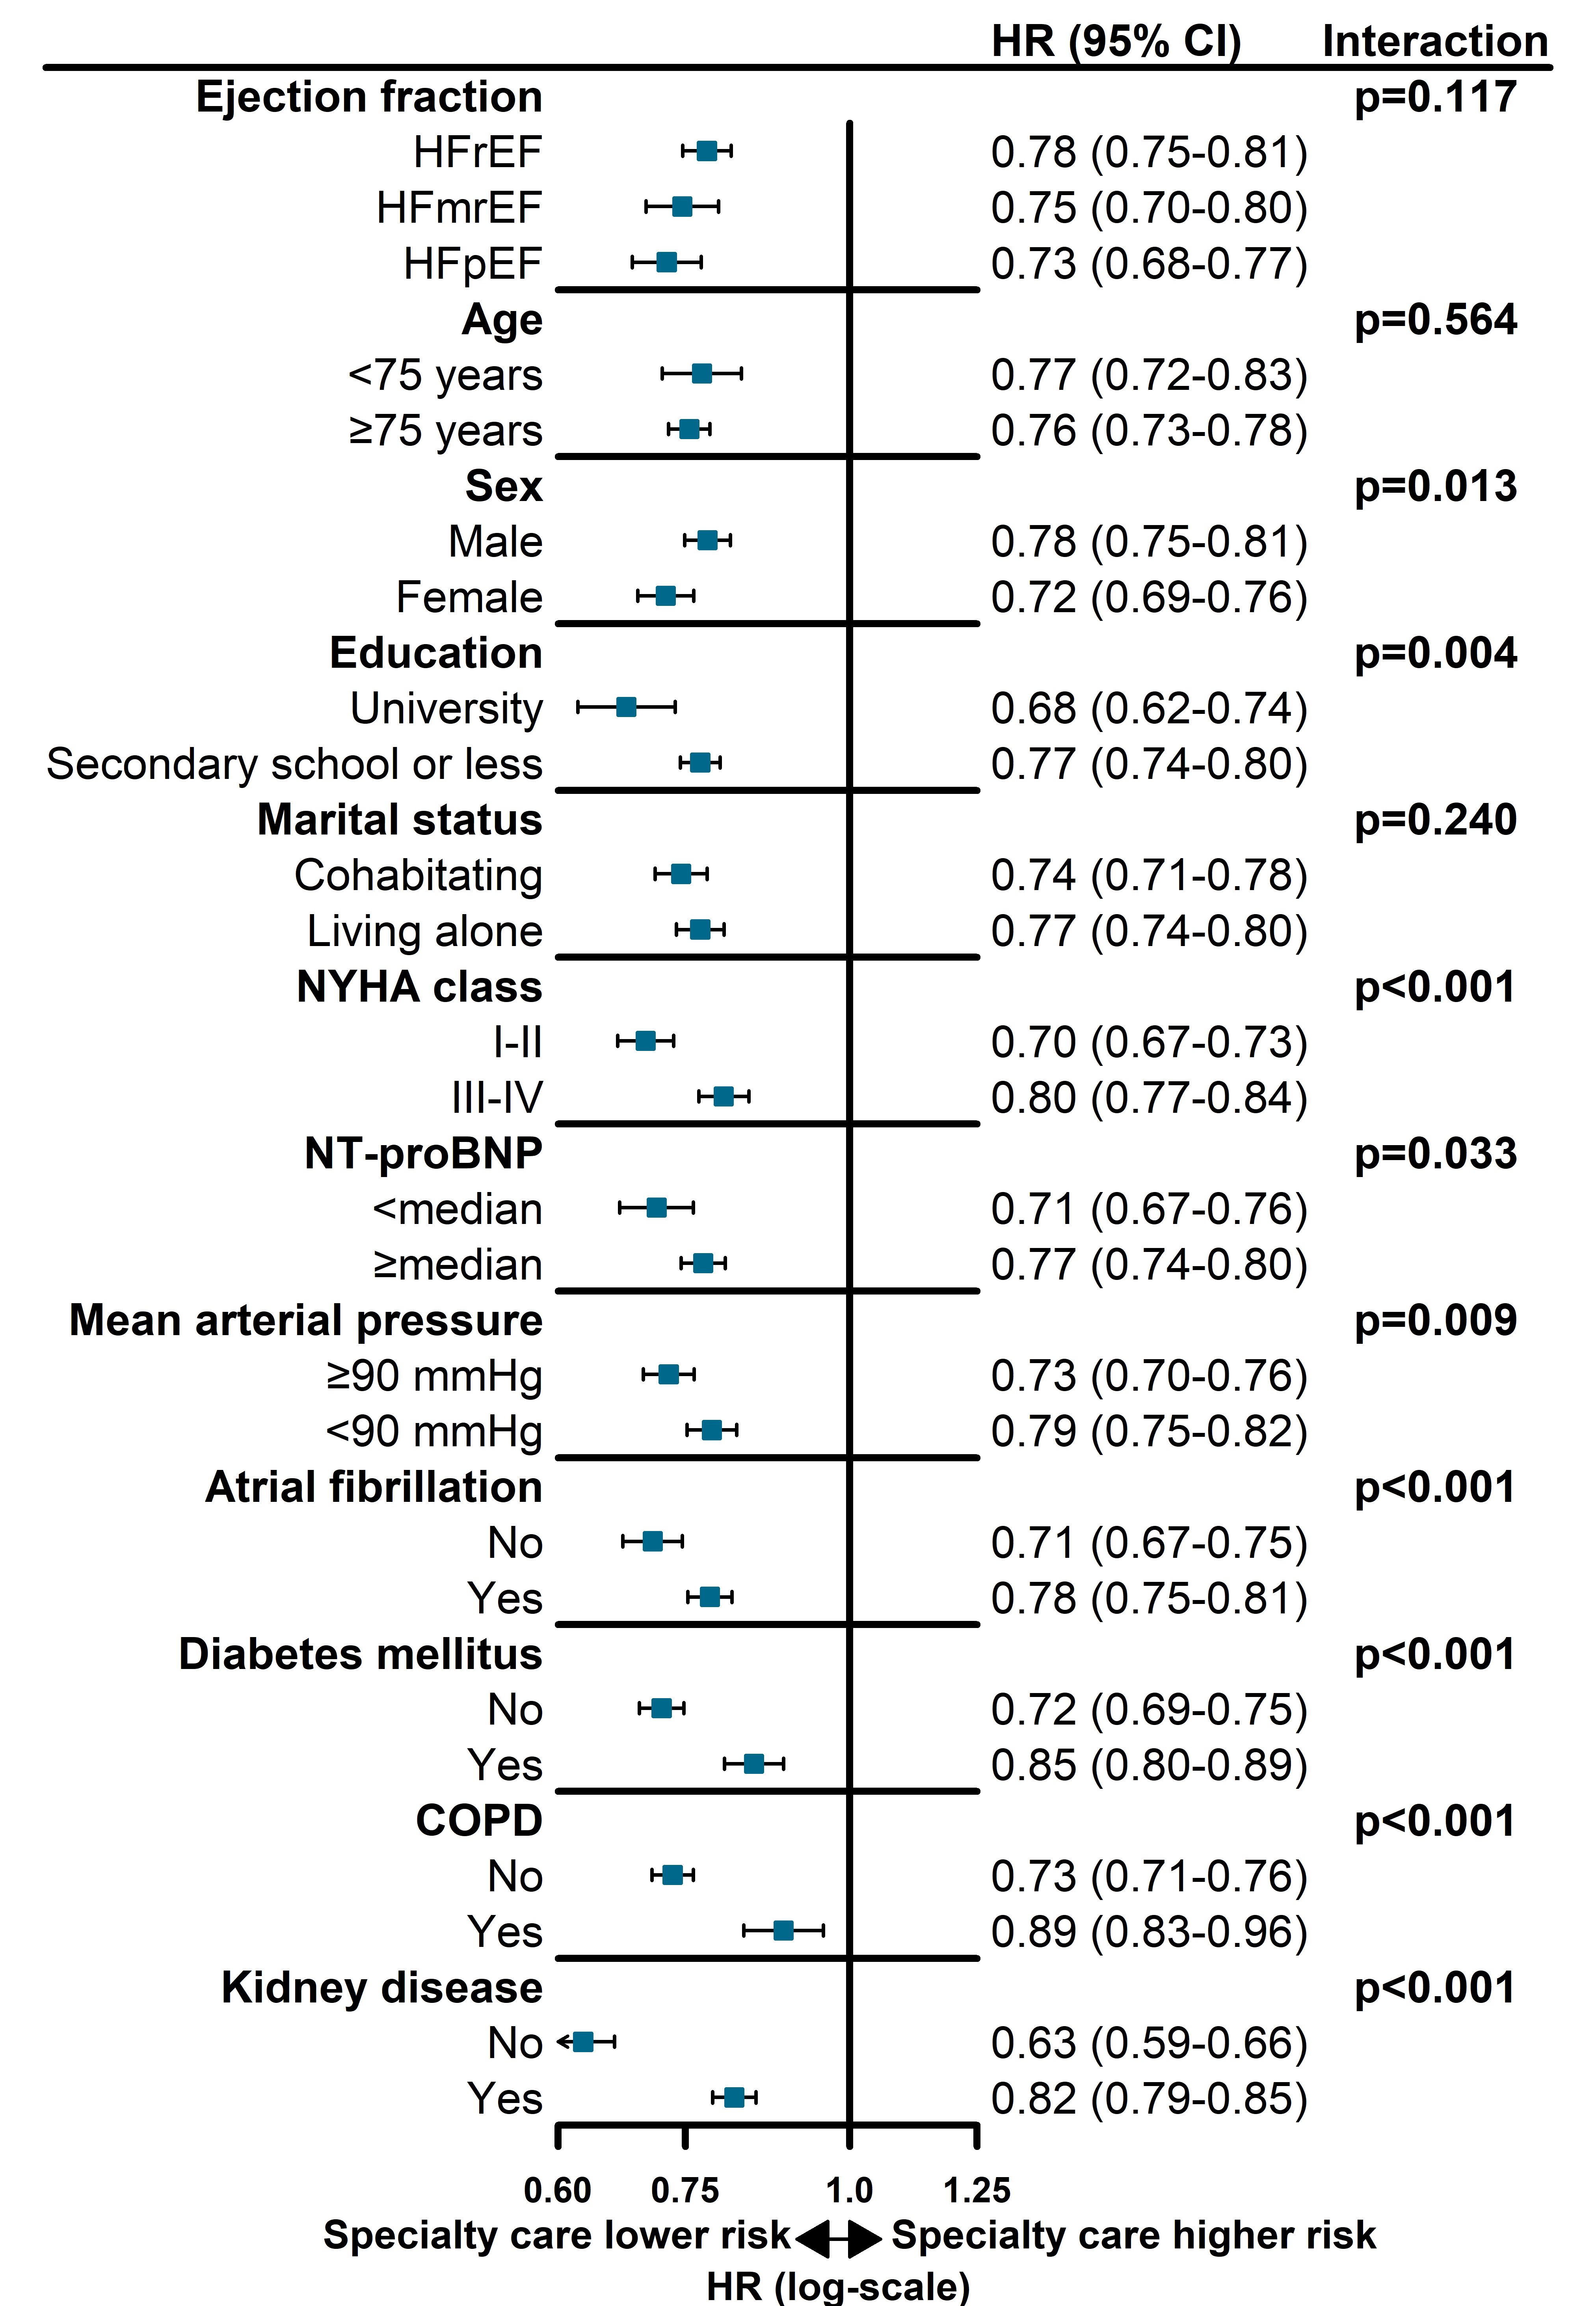 HR (95% CI) Interaction
Ejection fraction p=0.117
HFrEF 0.78 (0.75-0.81)
HFmrEF 0.75 (0.70-0.80)
HFpEF 0.73 (0.68-0.77)
Age p=0.564
<75 years 0.77 (0.72-0.83)
≥75 years 0.76 (0.73-0.78)
Sex p=0.013
Male 0.78 (0.75-0.81)
Female 0.72 (0.69-0.76)
Education p=0.004
University 0.68 (0.62-0.74)
Secondary school or less 0.77 (0.74-0.80)
Marital status p=0.240
Cohabitating 0.74 (0.71-0.78)
Living alone 0.77 (0.74-0.80)
NYHA class p<0.001
I-II 0.70 (0.67-0.73)
III-IV 0.80 (0.77-0.84)
NT-proBNP p=0.033
<median 0.71 (0.67-0.76)
≥median 0.77 (0.74-0.80)
Mean arterial pressure p=0.009
≥90 mmHg 0.73 (0.70-0.76)
<90 mmHg 0.79 (0.75-0.82)
Atrial fibrillation p<0.001
No 0.71 (0.67-0.75)
Yes 0.78 (0.75-0.81)
Diabetes mellitus p<0.001
No 0.72 (0.69-0.75)
Yes 0.85 (0.80-0.89)
COPD p<0.001
No 0.73 (0.71-0.76)
Yes 0.89 (0.83-0.96)
Kidney disease p<0.001
No 0.63 (0.59-0.66)
Yes 0.82 (0.79-0.85)
0.60 0.75 1.0 1.25
Specialty care lower risk Specialty care higher risk
HR (log-scale)